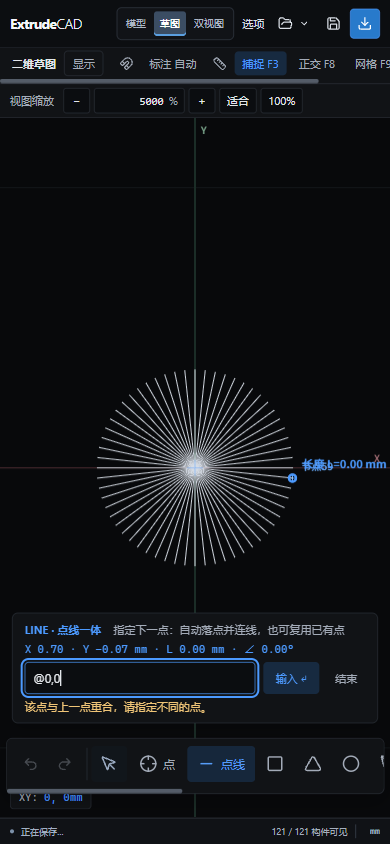 ExtrudeCAD 模型 草图 双视图 选项
二维草图 显示 标注 自动 捕捉 F3 正交 F8 网格 F9
视图缩放 − 5000 % + 适合 100%
Y
X
长度 L=0.00 mm
LINE · 点线一体 指定下一点：自动落点并连线，也可复用已有点
X 0.70 · Y −0.07 mm · L 0.00 mm · ∠ 0.00°
@0,0 输入 ↵ 结束
该点与上一点重合，请指定不同的点。
点 点线
XY: 0, 0mm
正在保存… 121 / 121 构件可见 mm